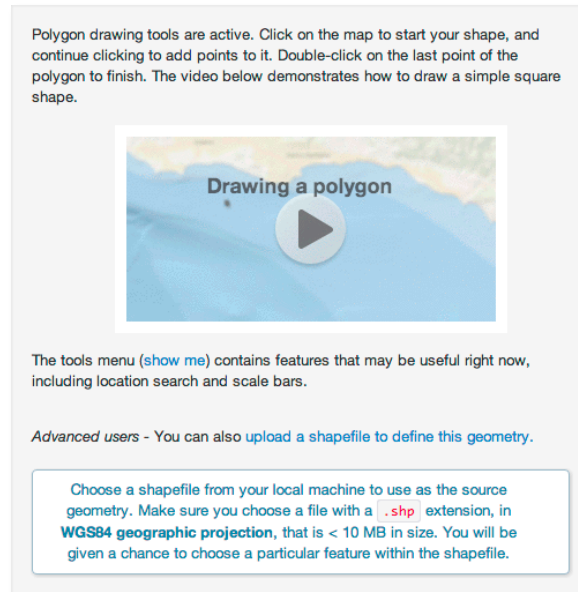 Polygon drawing tools are active. Click on the map to start your shape, and
continue clicking to add points to it. Double-click on the last point of the
polygon to finish. The video below demonstrates how to draw a simple square
shape.
Drawing a polygon
The tools menu (show me) contains features that may be useful right now,
including location search and scale bars.
Advanced users - You can also upload a shapefile to define this geometry.
Choose a shapefile from your local machine to use as the source
geometry. Make sure you choose a file with a .shp extension, in
WGS84 geographic projection, that is < 10 MB in size. You will be
given a chance to choose a particular feature within the shapefile.